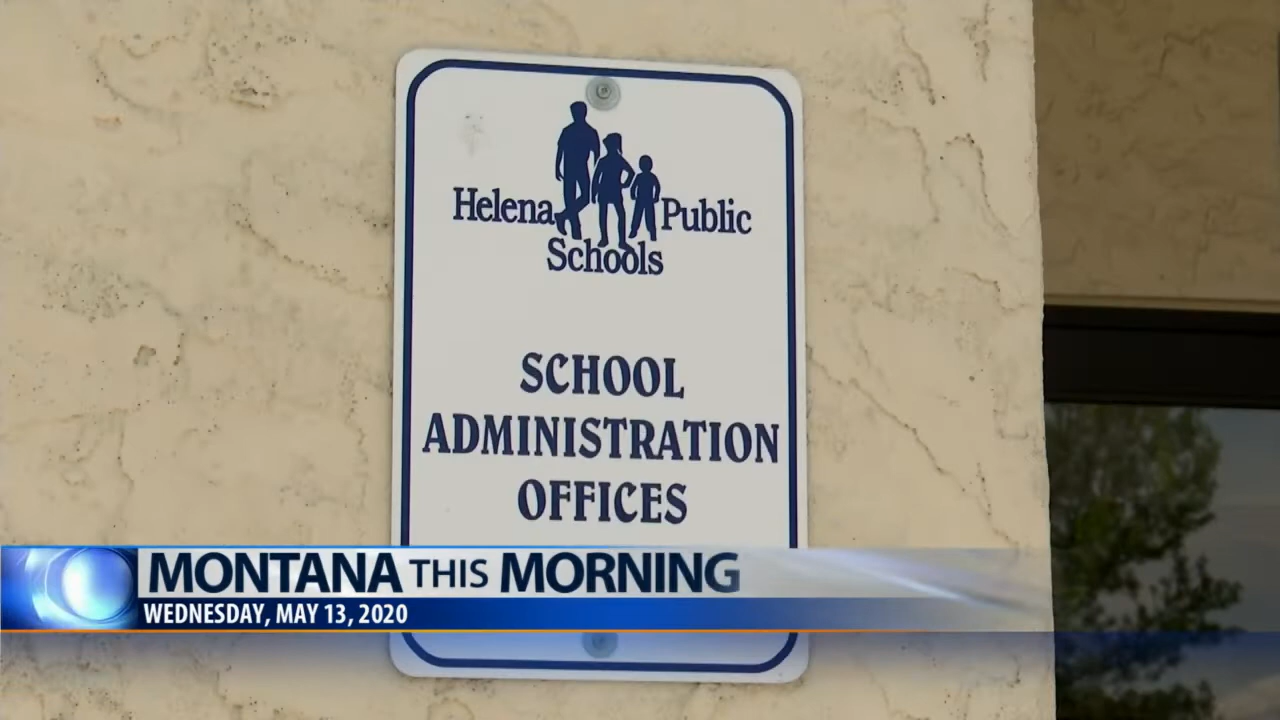 Helena Public
Schools
SCHOOL
ADMINISTRATION
OFFICES
MONTANA THIS MORNING
WEDNESDAY, MAY 13, 2020